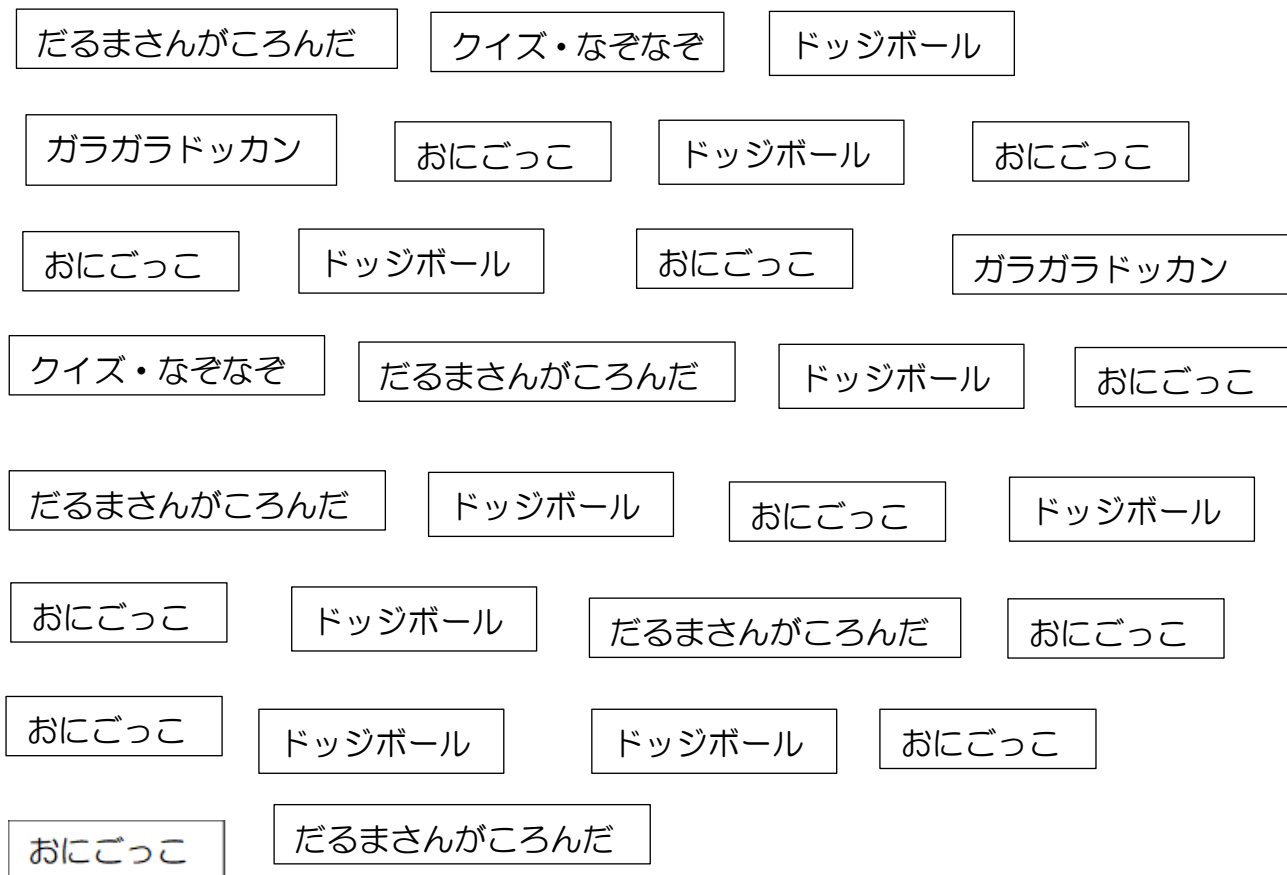 だるまさんがころんだ クイズ・なぞなぞ ドッジボール
ガラガラドッカン おにごっこ ドッジボール おにごっこ
おにごっこ ドッジボール おにごっこ ガラガラドッカン
クイズ・なぞなぞ だるまさんがころんだ ドッジボール おにごっこ
だるまさんがころんだ ドッジボール おにごっこ ドッジボール
おにごっこ ドッジボール だるまさんがころんだ おにごっこ
おにごっこ ドッジボール ドッジボール おにごっこ
おにごっこ だるまさんがころんだ